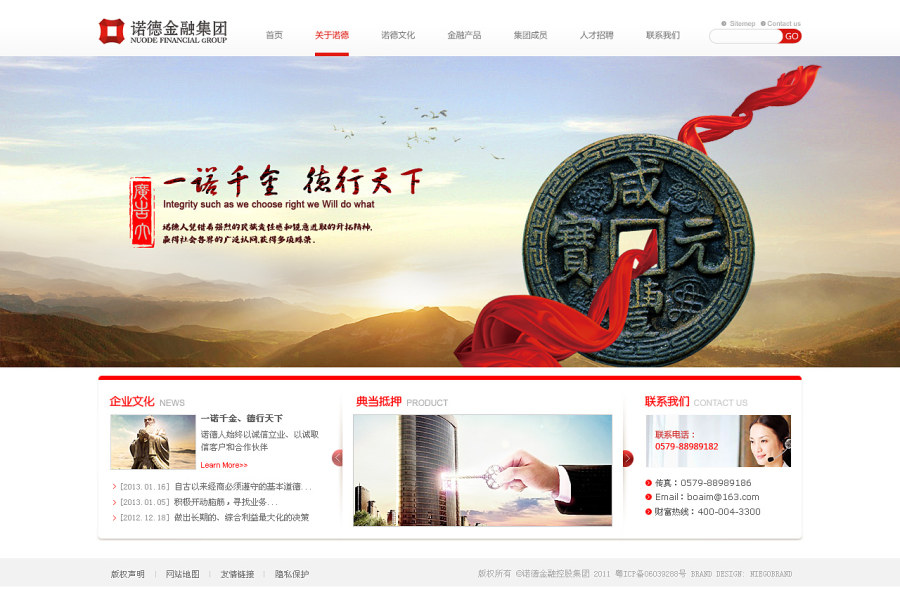 诺德金融集团
NUODE FINANCIAL GROUP
首页 关于诺德 诺德文化 金融产品 集团成员 人才招聘 联系我们
Sitemep Contact us
GO
一诺千金 德行天下
Integrity such as we choose right we Will do what
诺德人凭借着强烈的民族责任感和锐意进取的开拓精神,
赢得社会各界的广泛认同,获得多项殊荣.
咸
元
寶
豐
企业文化 NEWS
一诺千金、德行天下
诺德人始终以诚信立业、以诚取
信客户和合作伙伴
Learn More>>
[2013.01.16] 自古以来经商必须遵守的基本道德...
[2013.01.05] 积极开动脑筋，寻找业务...
[2012.12.18] 做出长期的、综合利益最大化的决策
典当抵押 PRODUCT
联系我们 CONTACT US
联系电话：
0579-88989182
传真：0579-88989186
Email：boaim@163.com
财富热线：400-004-3300
版权声明 | 网站地图 | 友情链接 | 隐私保护
版权所有 ©诺德金融控股集团 2011 粤ICP备06039288号 BRAND DESIGN: NIEGOBRAND